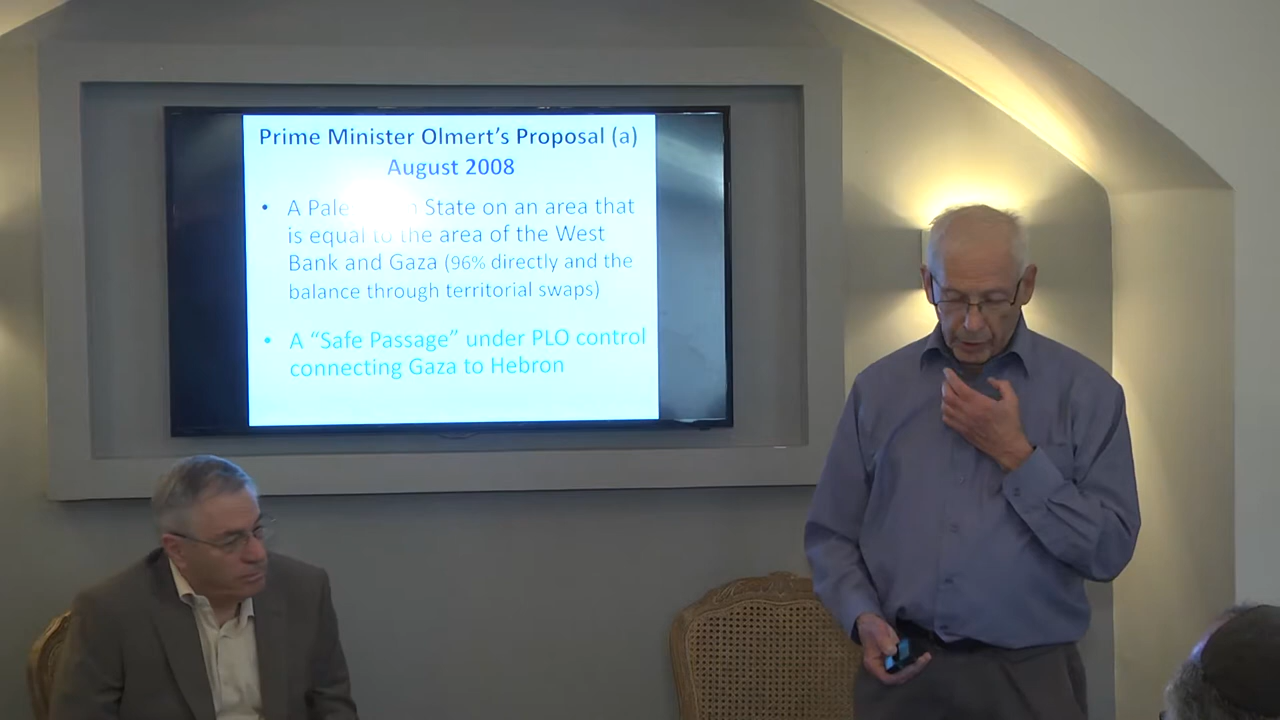 Prime Minister Olmert’s Proposal (a)
August 2008
• A Pale n State on an area that
is equal to the area of the West
Bank and Gaza (96% directly and the
balance through territorial swaps)
• A “Safe Passage” under PLO control
connecting Gaza to Hebron